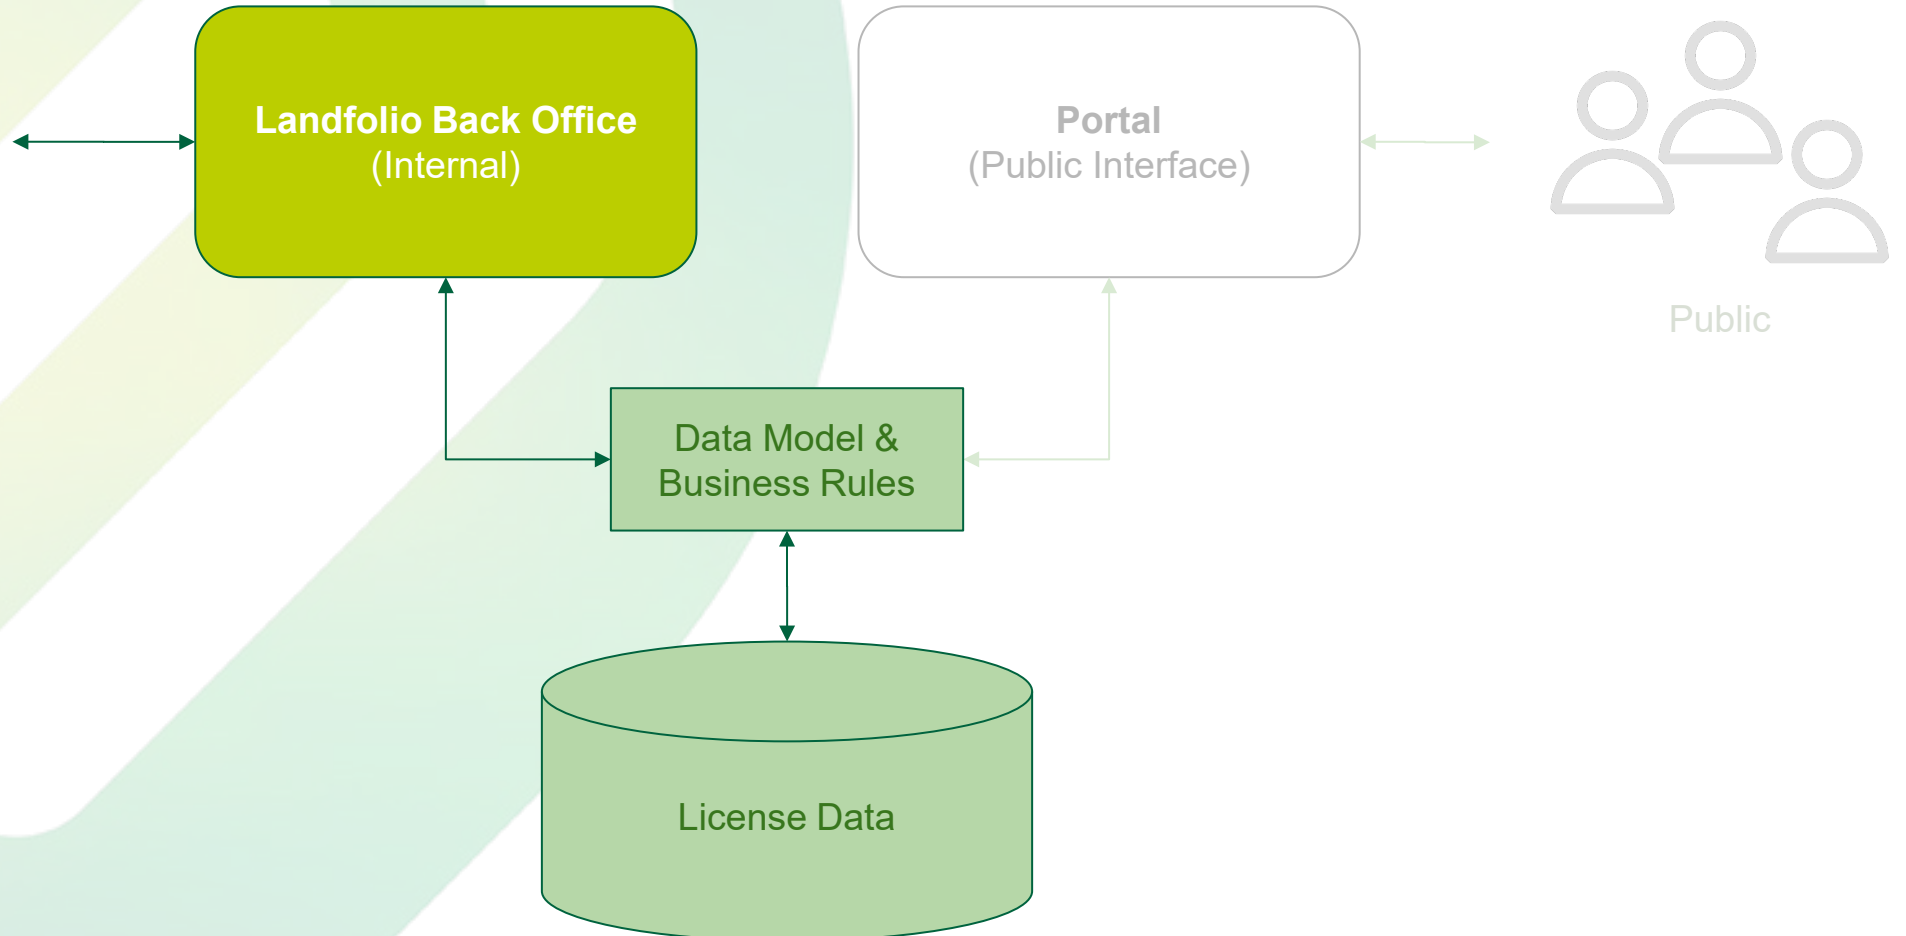 Landfolio Back Office
(Internal)
Portal
(Public Interface)
Public
Data Model &
Business Rules
License Data